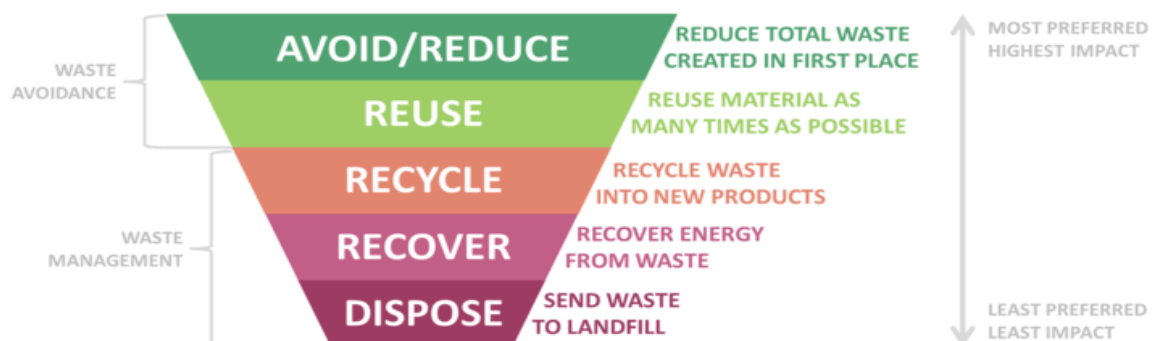 WASTE
AVOIDANCE
AVOID/REDUCE
REDUCE TOTAL WASTE
CREATED IN FIRST PLACE
MOST PREFERRED
HIGHEST IMPACT
REUSE
REUSE MATERIAL AS
MANY TIMES AS POSSIBLE
WASTE
MANAGEMENT
RECYCLE
RECYCLE WASTE
INTO NEW PRODUCTS
RECOVER
RECOVER ENERGY
FROM WASTE
DISPOSE
SEND WASTE
TO LANDFILL
LEAST PREFERRED
LEAST IMPACT